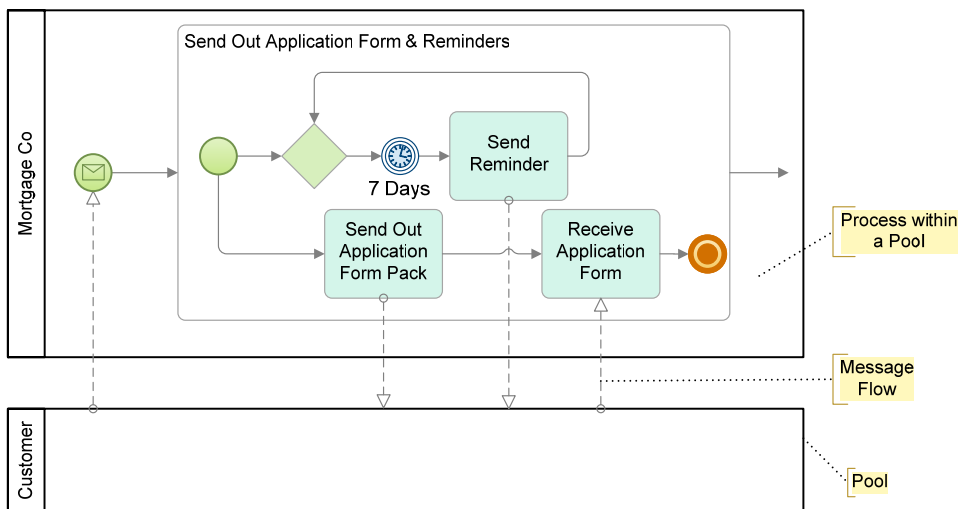 Mortgage Co
Send Out Application Form & Reminders
7 Days
Send
Reminder
Send Out
Application
Form Pack
Receive
Application
Form
Process within
a Pool
Message
Flow
Customer
Pool